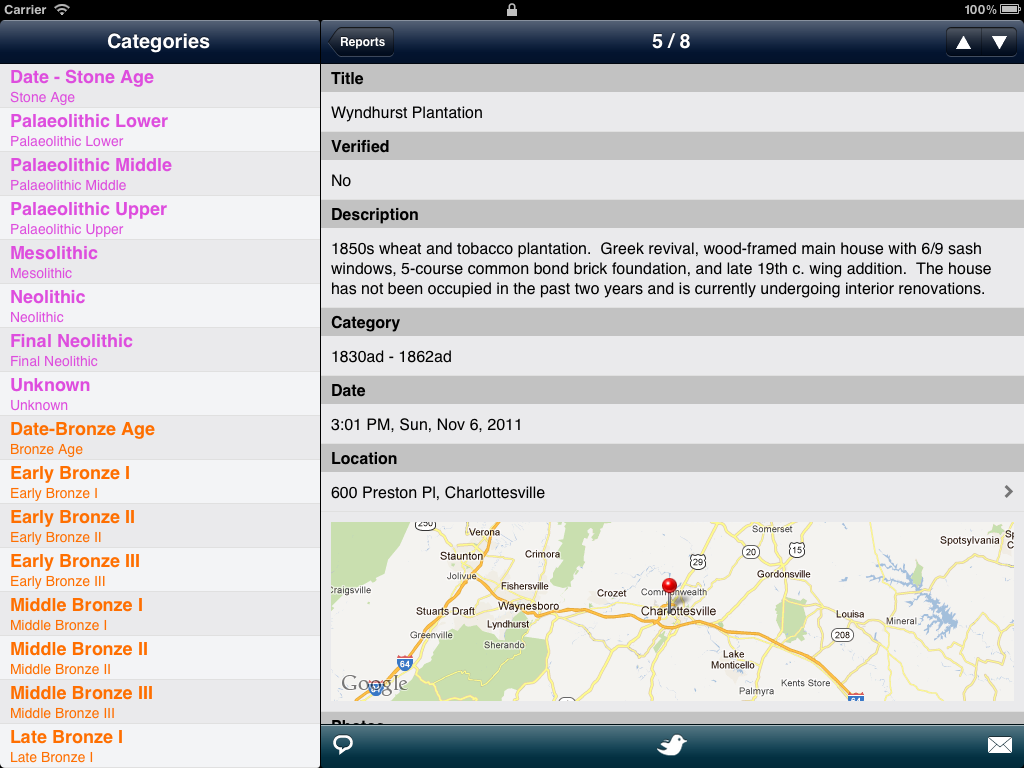 Carrier
100%
Categories
Reports
5 / 8
Date - Stone Age
Stone Age
Palaeolithic Lower
Palaeolithic Lower
Palaeolithic Middle
Palaeolithic Middle
Palaeolithic Upper
Palaeolithic Upper
Mesolithic
Mesolithic
Neolithic
Neolithic
Final Neolithic
Final Neolithic
Unknown
Unknown
Date-Bronze Age
Bronze Age
Early Bronze I
Early Bronze I
Early Bronze II
Early Bronze II
Early Bronze III
Early Bronze III
Middle Bronze I
Middle Bronze I
Middle Bronze II
Middle Bronze II
Middle Bronze III
Middle Bronze III
Late Bronze I
Late Bronze I
Title
Wyndhurst Plantation
Verified
No
Description
1850s wheat and tobacco plantation.  Greek revival, wood-framed main house with 6/9 sash
windows, 5-course common bond brick foundation, and late 19th c. wing addition.  The house
has not been occupied in the past two years and is currently undergoing interior renovations.
Category
1830ad - 1862ad
Date
3:01 PM, Sun, Nov 6, 2011
Location
600 Preston Pl, Charlottesville
250
Verona
Somerset
Spotsylvania
Staunton
Crimora
20
15
29
Jolivue
Gordonsville
Fishersville
Craigsville
Crozet
Commonwealth
Stuarts Draft
Waynesboro
Charlottesville
Louisa
Mineral
Lyndhurst
Greenville
208
Sherando
Lake
Monticello
64
Kents Store
Palmyra
Google
64
Photos